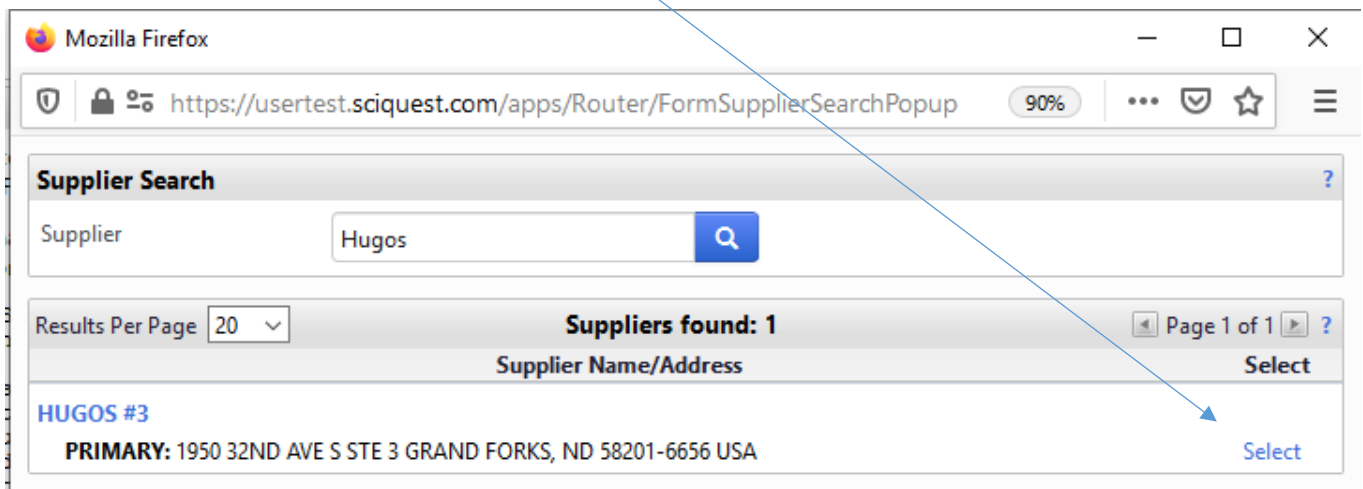 Mozilla Firefox
https://usertest.sciquest.com/apps/Router/FormSupplierSearchPopup 90%
Supplier Search ?
Supplier Hugos
Results Per Page 20 Suppliers found: 1 Page 1 of 1 ?
Supplier Name/Address Select
HUGOS #3
PRIMARY: 1950 32ND AVE S STE 3 GRAND FORKS, ND 58201-6656 USA Select